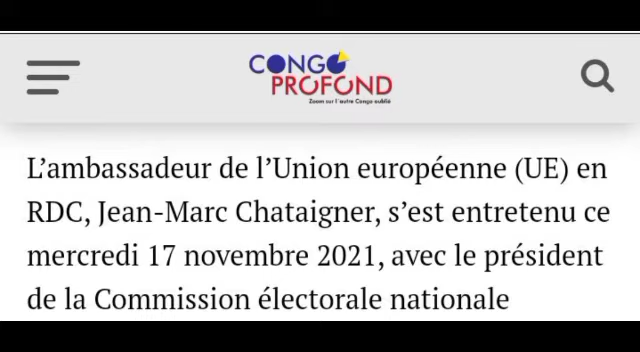 CONGO
PROFOND
Zoom sur l'autre Congo oublié
L’ambassadeur de l’Union européenne (UE) en
RDC, Jean-Marc Chataigner, s’est entretenu ce
mercredi 17 novembre 2021, avec le président
de la Commission électorale nationale